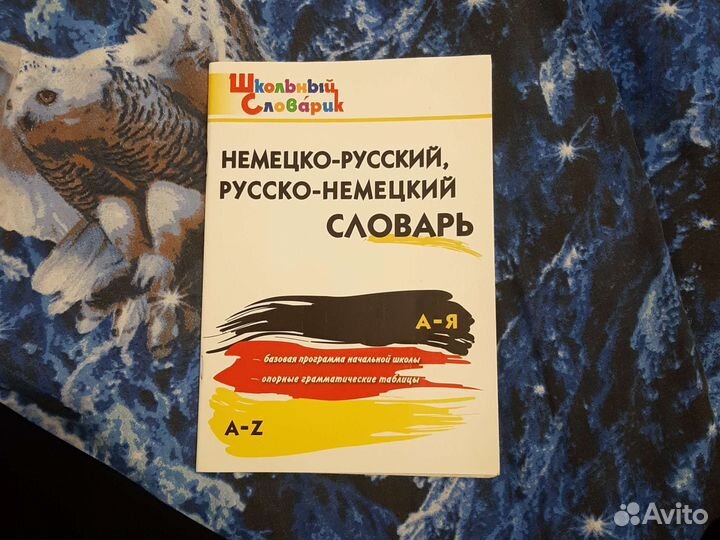 Школьный
Словарик
НЕМЕЦКО-РУССКИЙ,
РУССКО-НЕМЕЦКИЙ
СЛОВАРЬ
А-Я
– базовая программа начальной школы
– опорные грамматические таблицы
A-Z
Avito